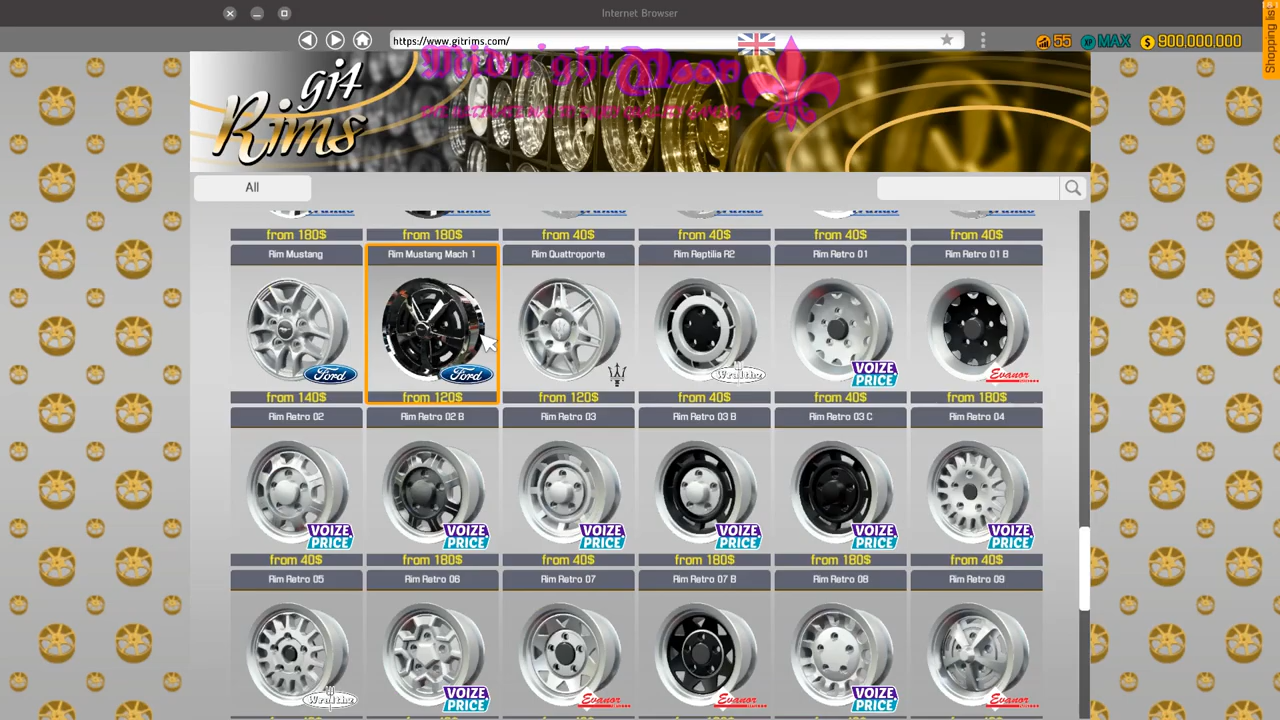 Internet Browser
Shopping list
https://www.gitrims.com/
55
XP MAX
$ 900,000,000
git Rims
Midnight Moon
All
from 180$ from 180$ from 40$ from 40$ from 40$ from 40$
Rim Mustang Rim Mustang Mach 1 Rim Quattroporte Rim Reptilia R2 Rim Retro 01 Rim Retro 01 B
Ford Ford Wraith9 VOIZE PRICE Evanor
from 140$ from 120$ from 120$ from 40$ from 40$ from 180$
Rim Retro 02 Rim Retro 02 B Rim Retro 03 Rim Retro 03 B Rim Retro 03 C Rim Retro 04
VOIZE PRICE VOIZE PRICE VOIZE PRICE VOIZE PRICE VOIZE PRICE VOIZE PRICE
from 40$ from 180$ from 40$ from 180$ from 180$ from 40$
Rim Retro 05 Rim Retro 06 Rim Retro 07 Rim Retro 07 B Rim Retro 08 Rim Retro 09
VOIZE PRICE Evanor Evanor VOIZE PRICE Evanor